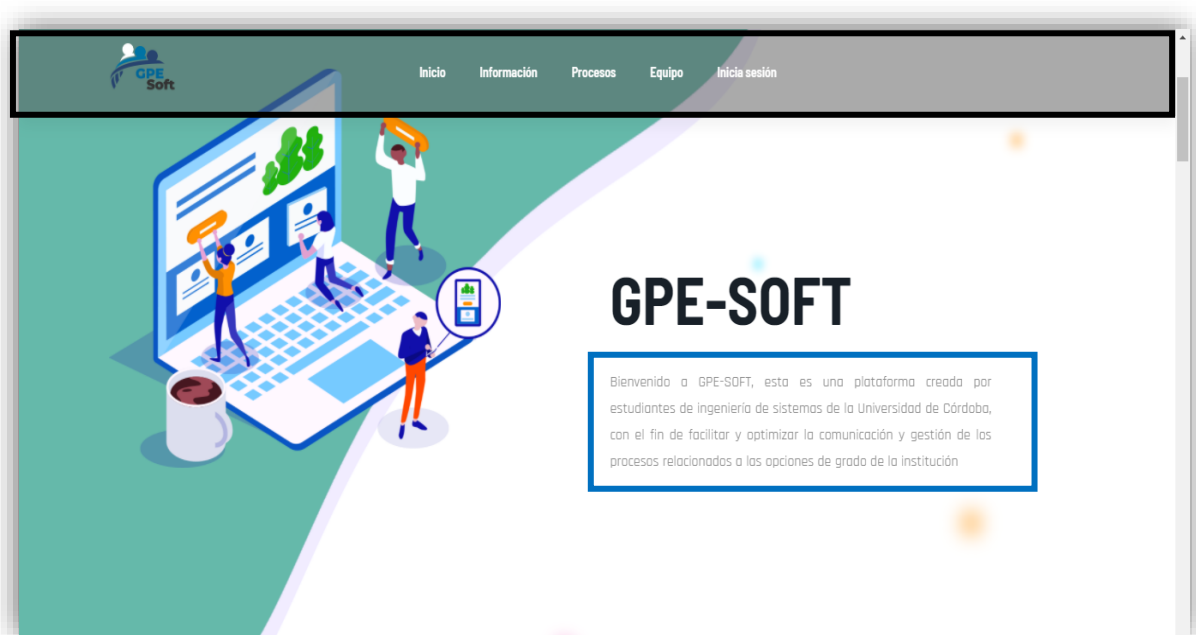 GPE
Soft
Inicio Información Procesos Equipo Inicia sesión
GPE-SOFT
Bienvenido a GPE-SOFT, esta es una plataforma creada por
estudiantes de ingeniería de sistemas de la Universidad de Córdoba,
con el fin de facilitar y optimizar la comunicación y gestión de los
procesos relacionados a las opciones de grado de la institución